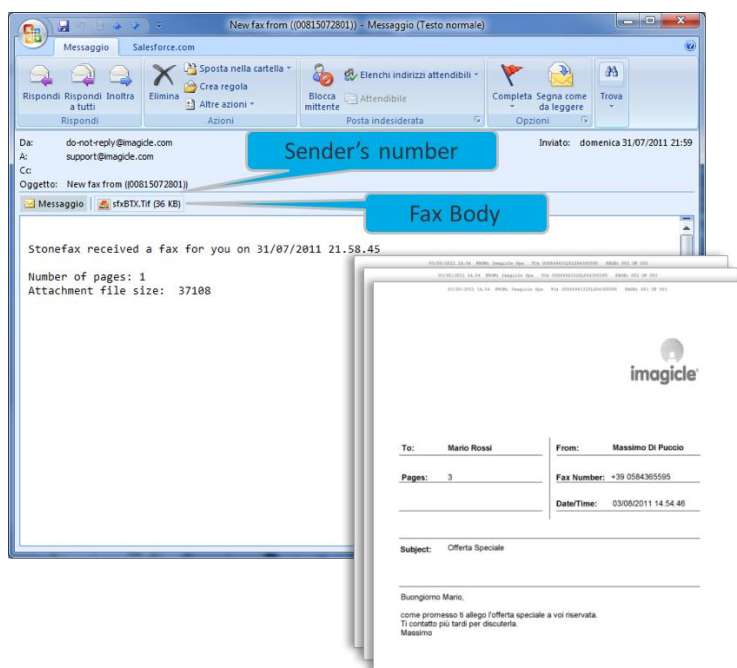 New fax from ((00815072801)) - Messaggio (Testo normale)
Messaggio Salesforce.com
Rispondi Rispondi a tutti Inoltra
Elimina
Sposta nella cartella
Crea regola
Altre azioni
Blocca mittente
Elenchi indirizzi attendibili
Attendibile
Completa Segna come da leggere
Trova
Rispondi Azioni Posta indesiderata Opzioni
Da: do-not-reply@imagicle.com
Inviato: domenica 31/07/2011 21:59
A: support@imagicle.com
Cc:
Oggetto: New fax from ((00815072801))
Sender's number
Messaggio sfxBTX.Tif (36 KB)
Fax Body
Stonefax received a fax for you on 31/07/2011 21.58.45
Number of pages: 1
Attachment file size: 37108
imagicle
To: Mario Rossi From: Massimo Di Puccio
Pages: 3 Fax Number: +39 0584365595
Date/Time: 03/08/2011 14.54.46
Subject: Offerta Speciale
Buongiorno Mario,
come promesso ti allego l'offerta speciale a voi riservata.
Ti contatto più tardi per discuterla.
Massimo